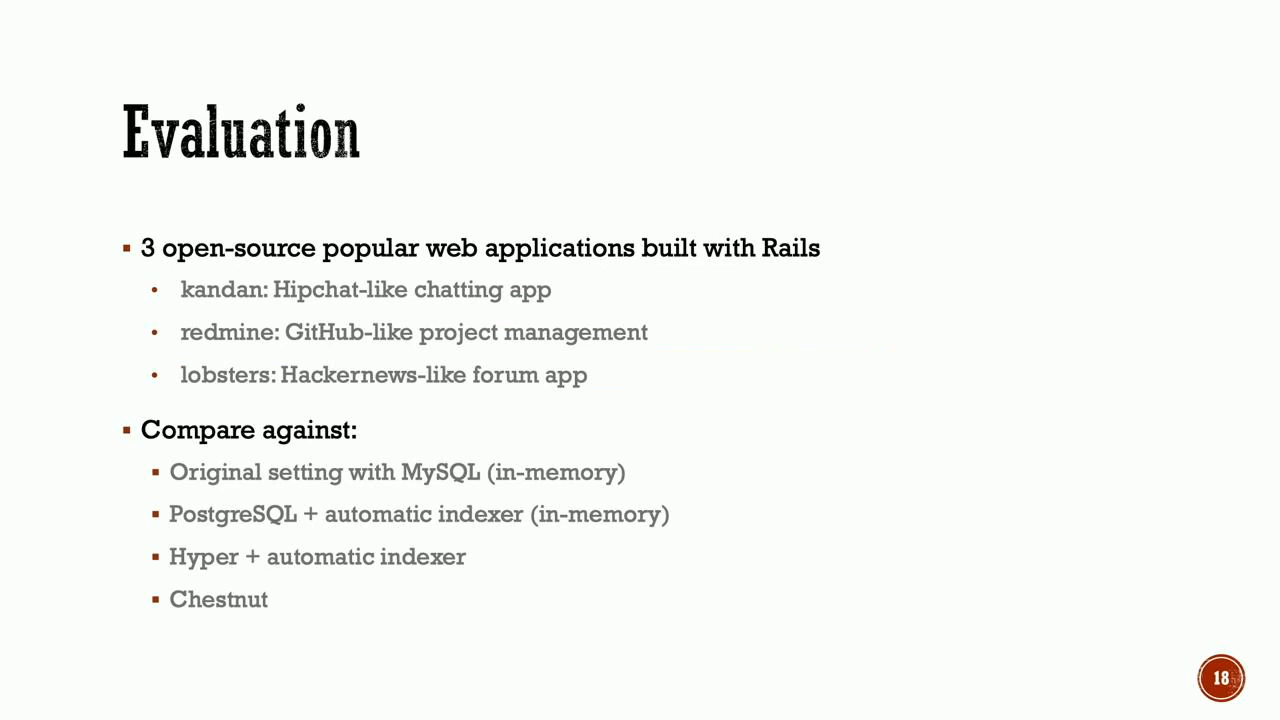 Evaluation
▪ 3 open-source popular web applications built with Rails
• kandan: Hipchat-like chatting app
• redmine: GitHub-like project management
• lobsters: Hackernews-like forum app
▪ Compare against:
▪ Original setting with MySQL (in-memory)
▪ PostgreSQL + automatic indexer (in-memory)
▪ Hyper + automatic indexer
▪ Chestnut
18